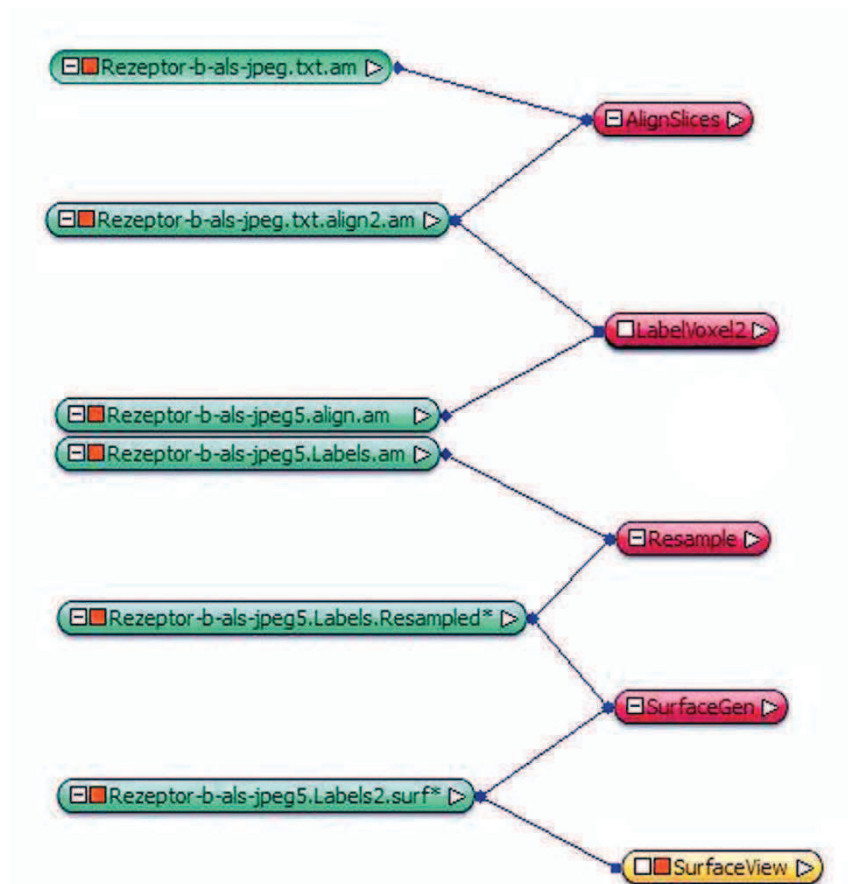 Rezeptor-b-als-jpeg.txt.am
AlignSlices
Rezeptor-b-als-jpeg.txt.align2.am
LabelVoxel2
Rezeptor-b-als-jpeg5.align.am
Rezeptor-b-als-jpeg5.Labels.am
Resample
Rezeptor-b-als-jpeg5.Labels.Resampled*
SurfaceGen
Rezeptor-b-als-jpeg5.Labels2.surf*
SurfaceView